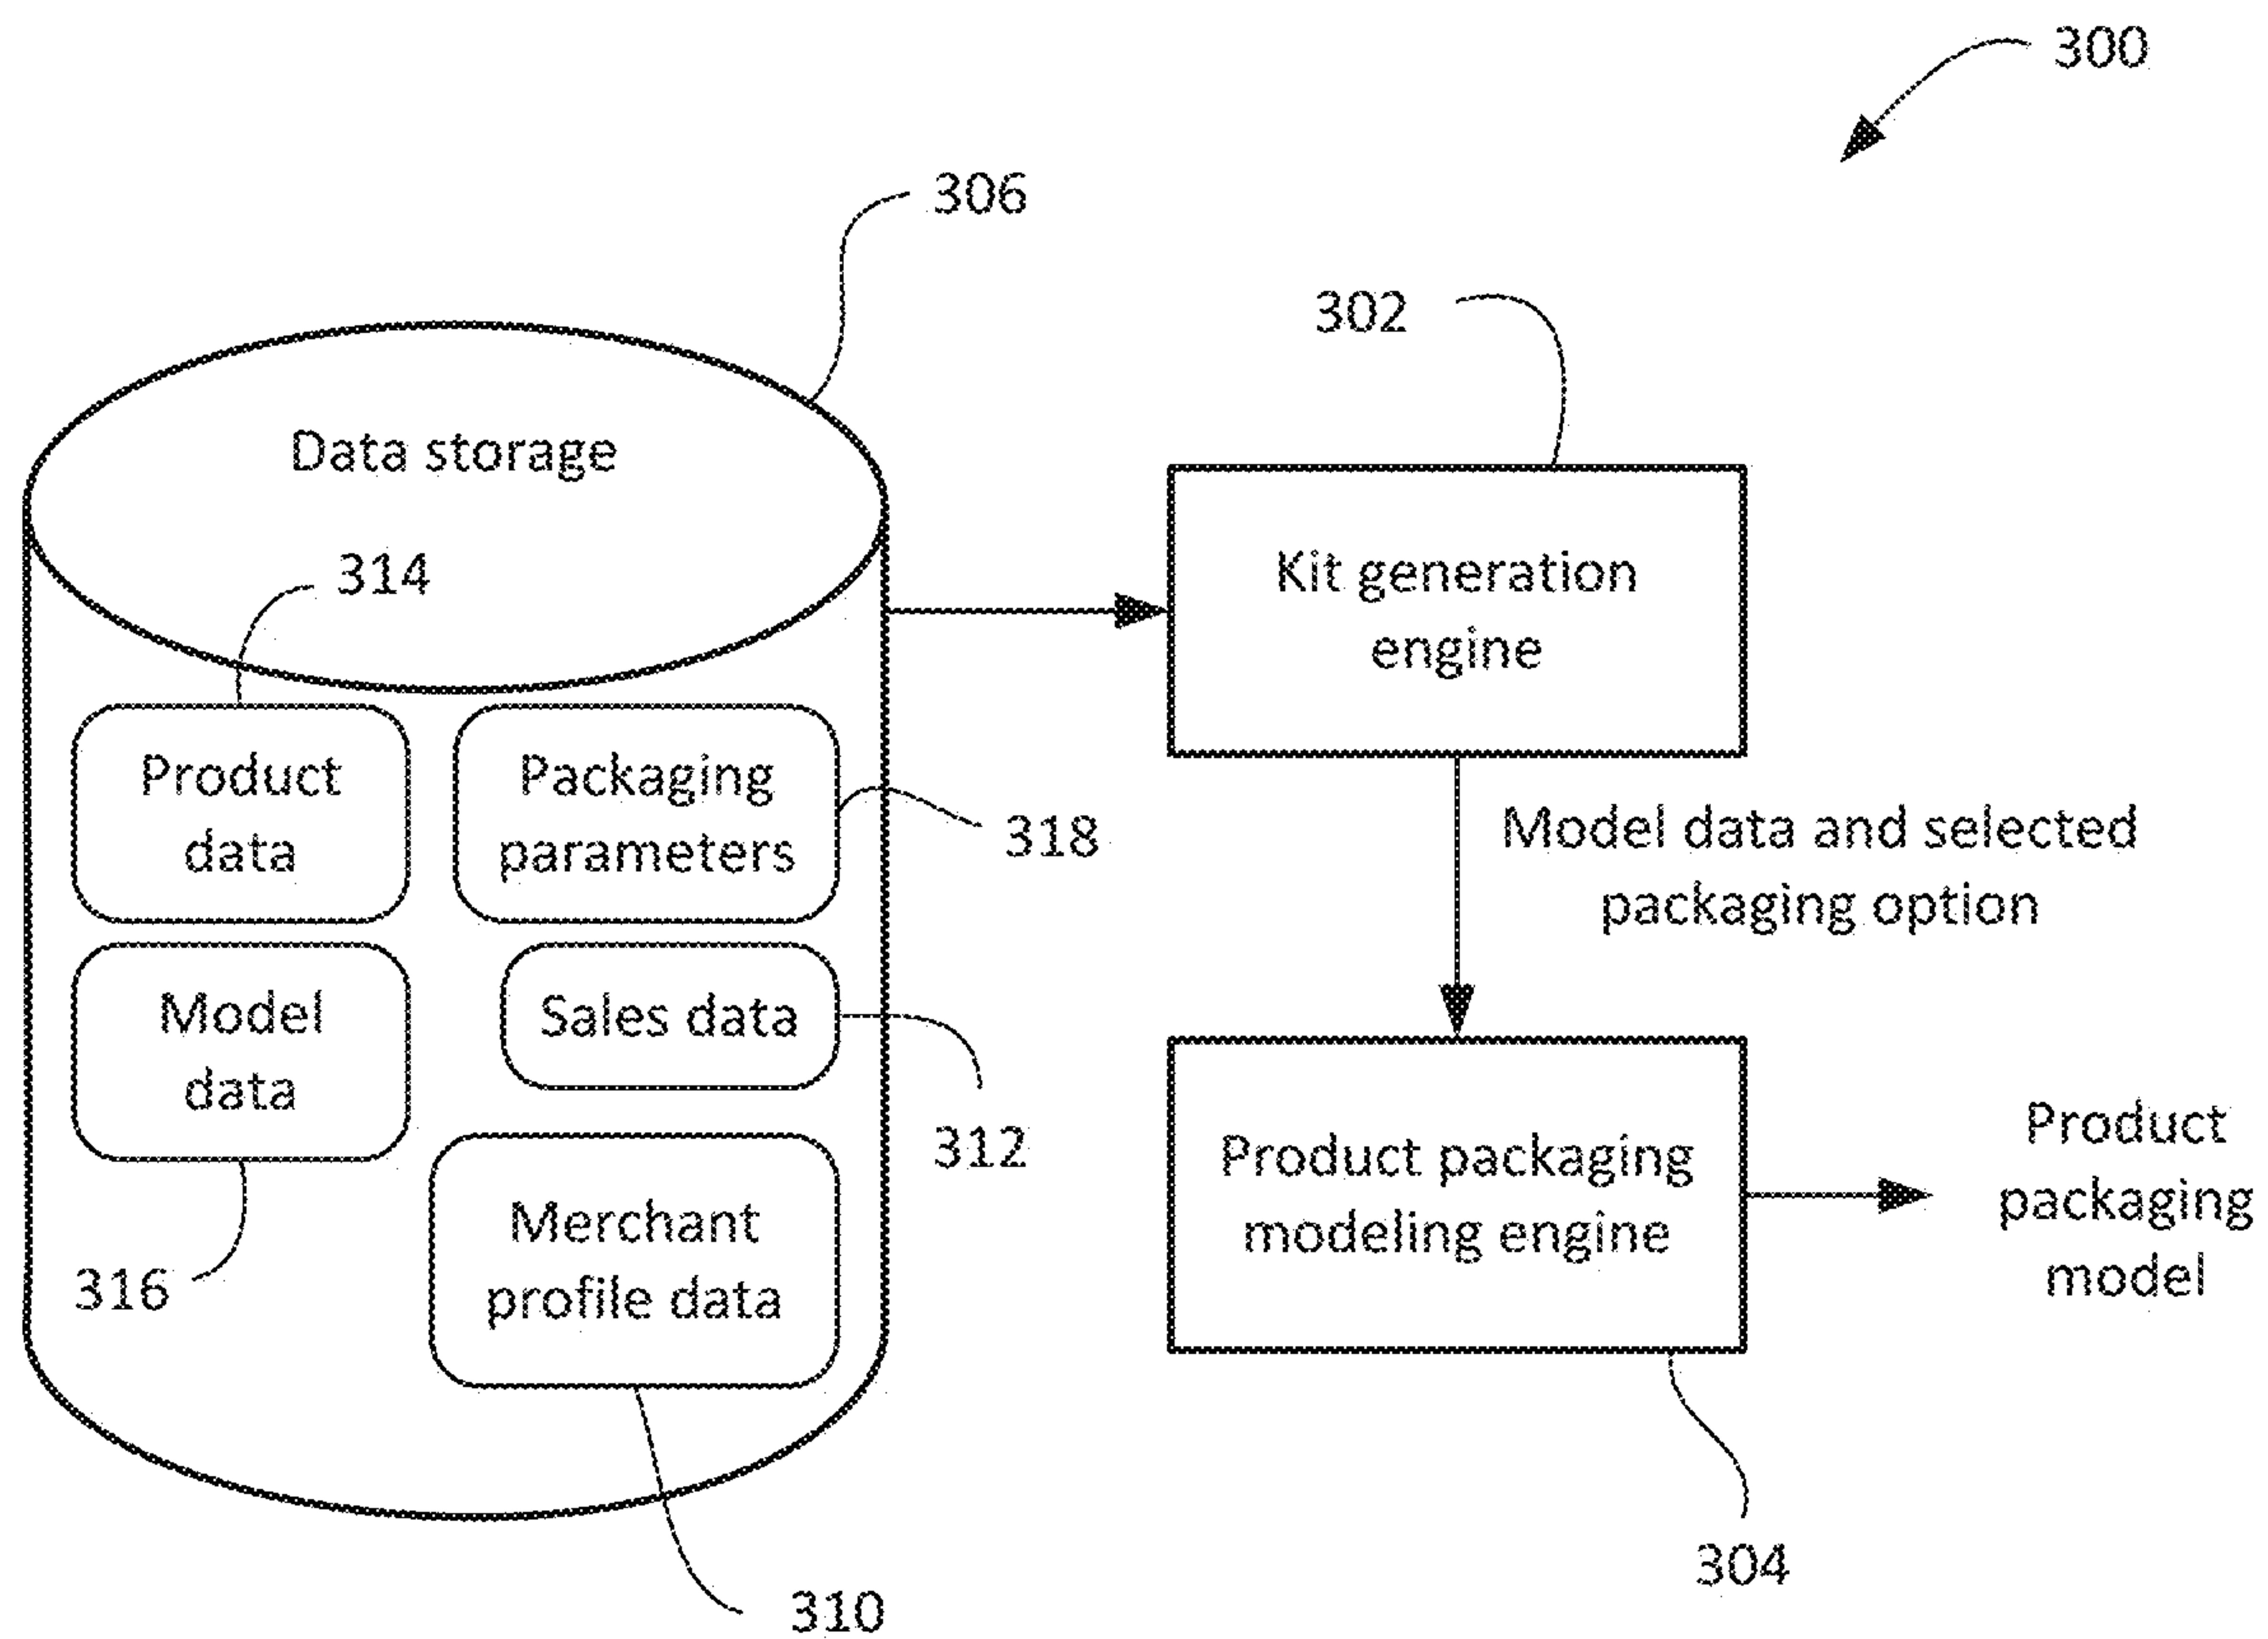 300
306
302
Data storage
314
Kit generation
engine
Product
data
Packaging
parameters
318
Model data and selected
packaging option
Model
data
Sales data
312
Product packaging
modeling engine
Product
packaging
model
316
Merchant
profile data
304
310